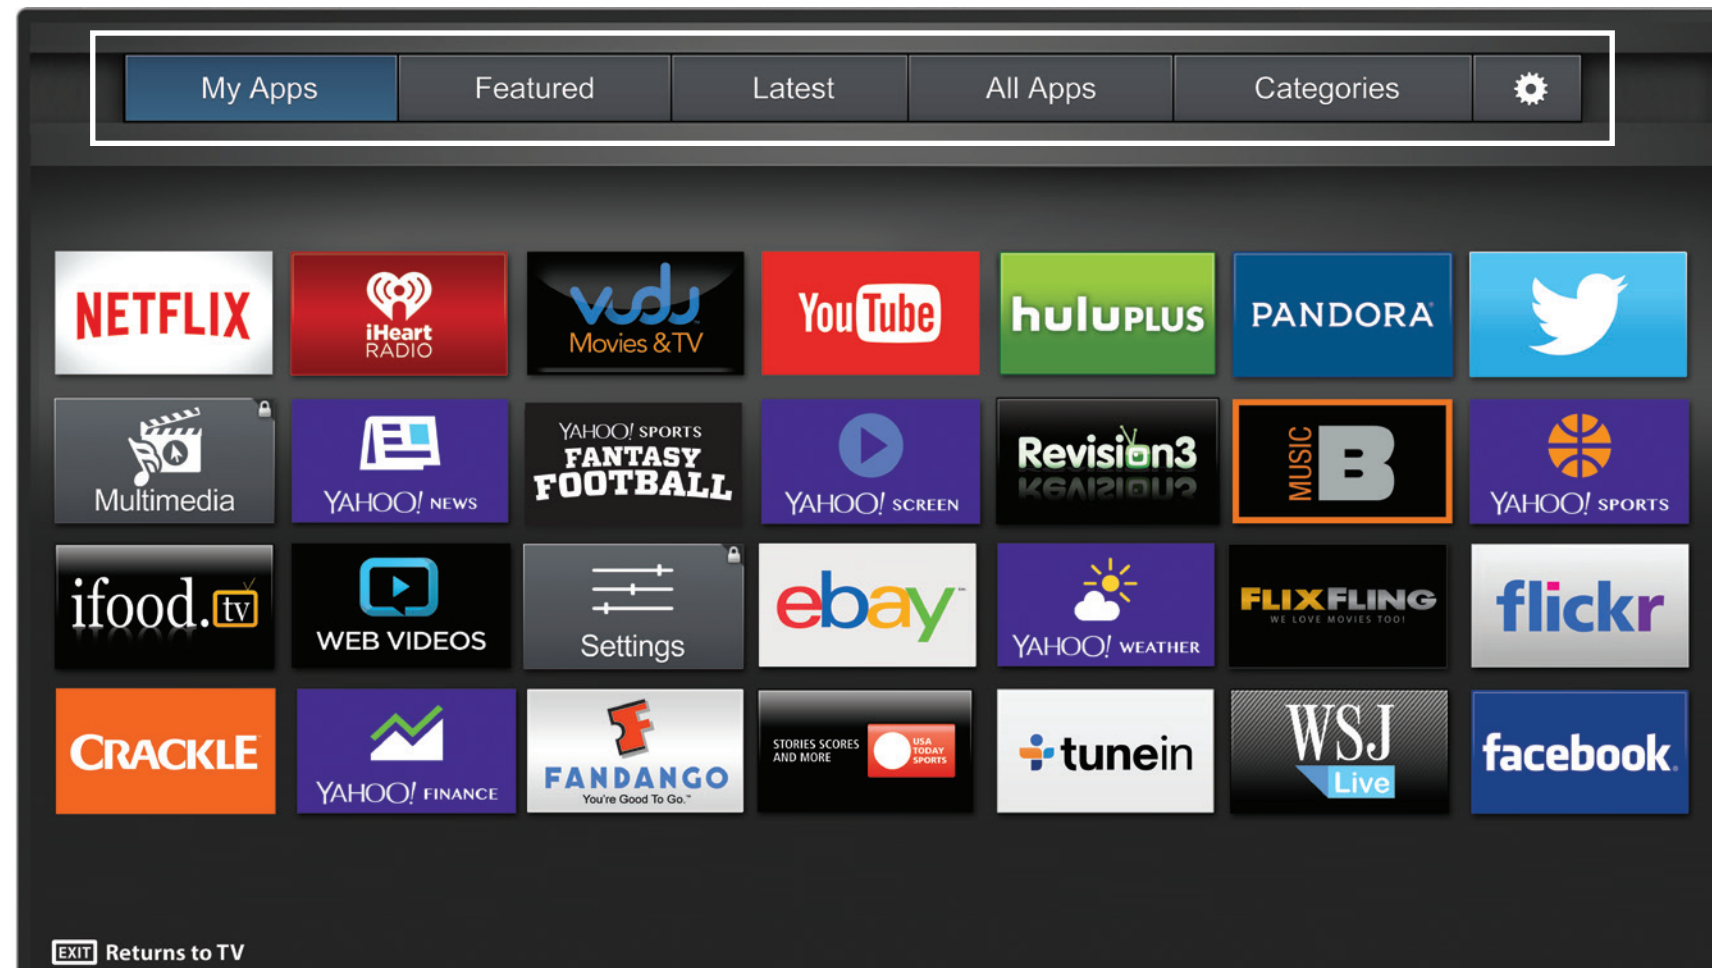 My Apps Featured Latest All Apps Categories
NETFLIX
iHeart
RADIO
vudu
Movies & TV
YouTube
huluPLUS
PANDORA
Multimedia
YAHOO! NEWS
YAHOO! SPORTS
FANTASY
FOOTBALL
YAHOO! SCREEN
Revision3
MUSIC B
YAHOO! SPORTS
ifood.tv
WEB VIDEOS
Settings
ebay
YAHOO! WEATHER
FLIXFLING
WE LOVE MOVIES TOO!
flickr
CRACKLE
YAHOO! FINANCE
F
FANDANGO
You're Good To Go.™
STORIES SCORES
AND MORE
USA
TODAY
SPORTS
tunein
WSJ
Live
facebook
EXIT Returns to TV